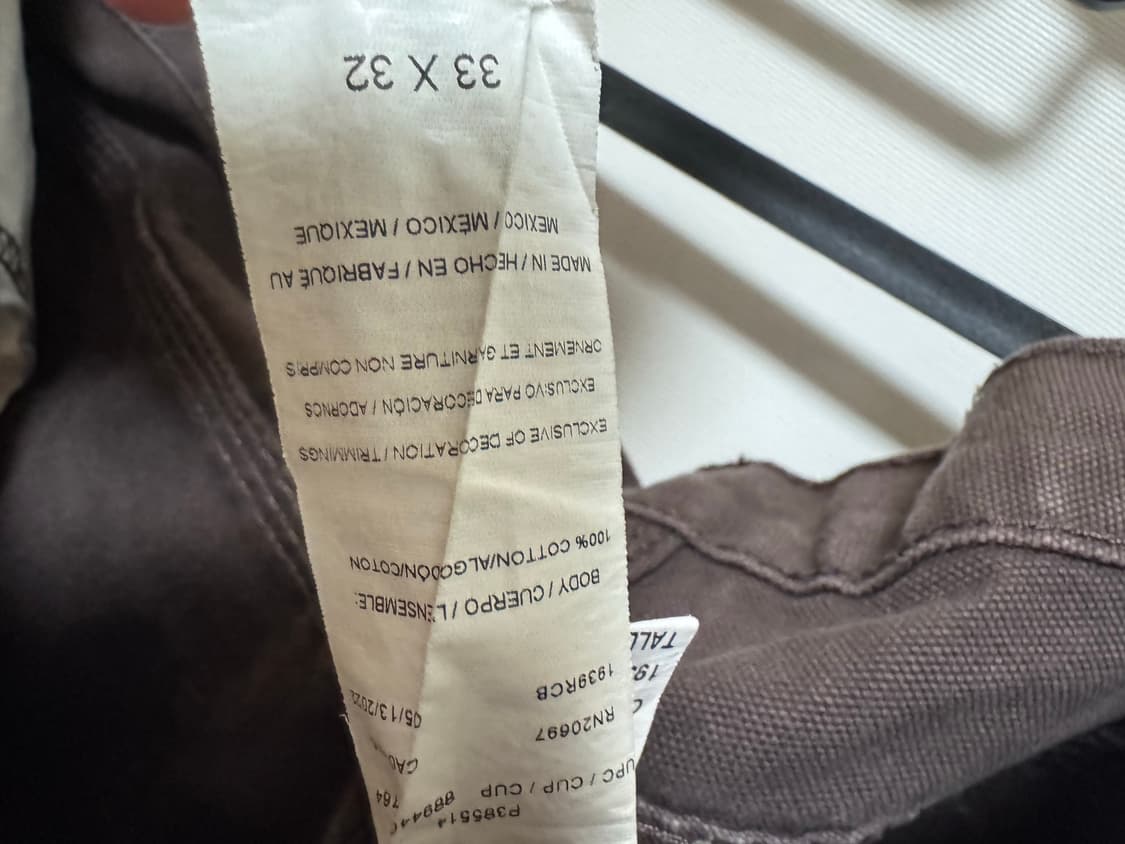 P385514
UPC / CUP / CUP
RN20697
1939RCB
BODY / CUERPO / L'ENSEMBLE:
100% COTTON/ALGODÓN/COTON
EXCLUSIVE OF DECORATION / TRIMMINGS
EXCLUSIVO PARA DECORACIÓN / ADORNOS
ORNEMENT ET GARNITURE NON COMPRIS
MADE IN / HECHO EN / FABRIQUÉ AU
MEXICO / MÉXICO / MEXIQUE
33 X 32